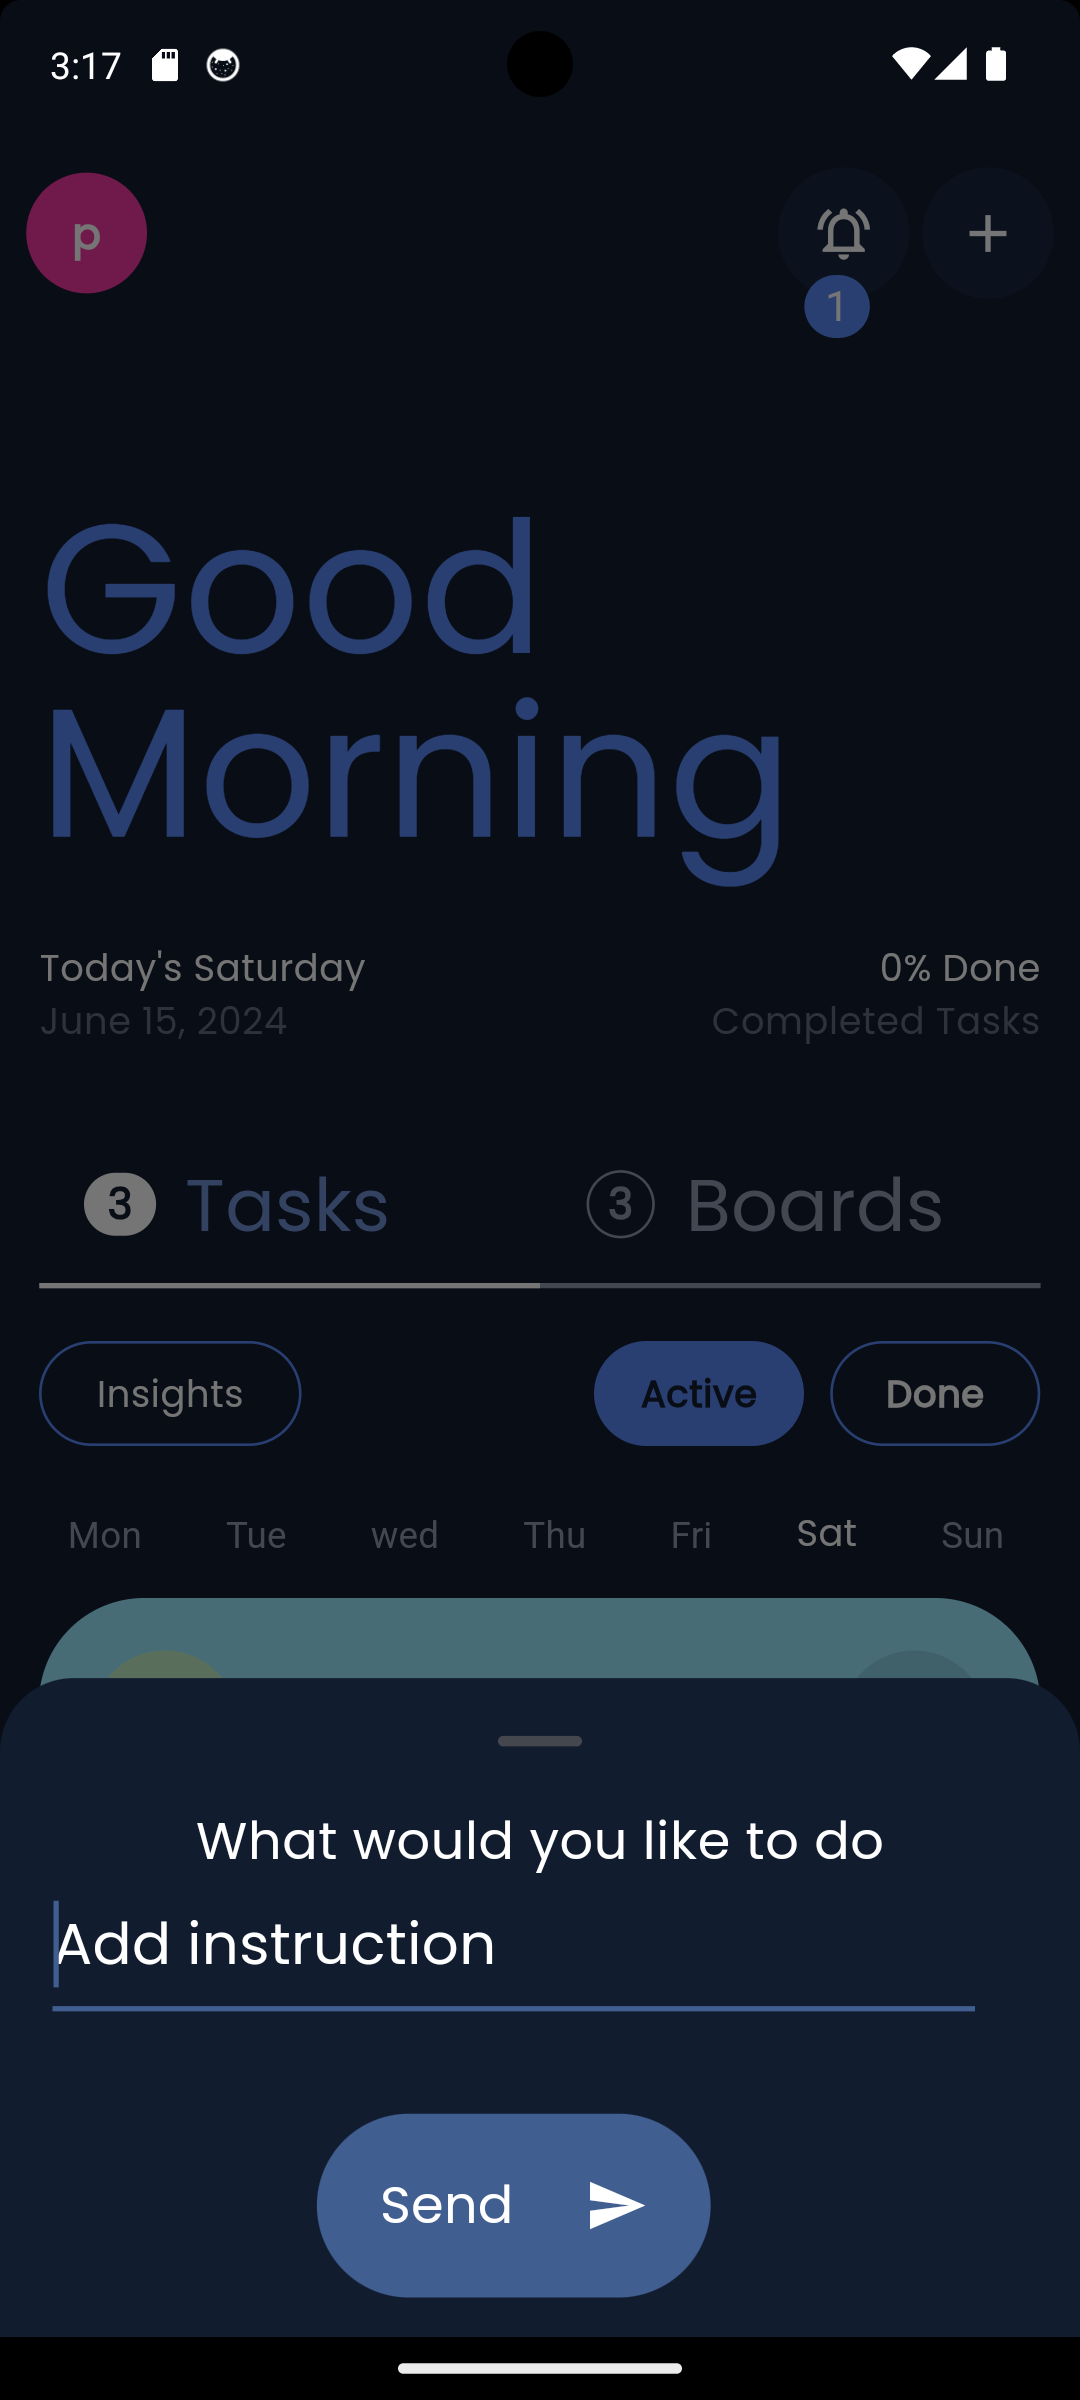 3:17
p
1
Good
Morning
Today's Saturday
0% Done
June 15, 2024
Completed Tasks
3 Tasks
3 Boards
Insights
Active
Done
Mon Tue wed Thu Fri Sat Sun
What would you like to do
Add instruction
Send